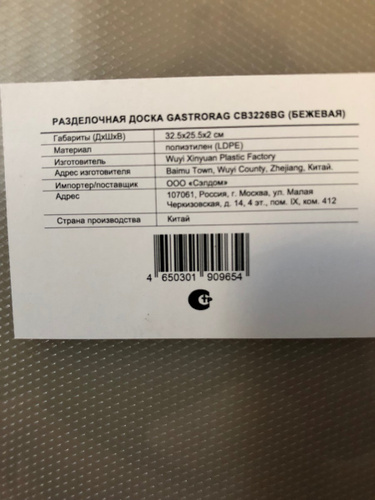 РАЗДЕЛОЧНАЯ ДОСКА GASTRORAG CB3226BG (БЕЖЕВАЯ)
Габариты (ДхШхВ) 32.5x25.5x2 см
Материал полиэтилен (LDPE)
Изготовитель Wuyi Xinyuan Plastic Factory
Адрес изготовителя Baimu Town, Wuyi County, Zhejiang, Китай.
Импортер/поставщик ООО «Сэлдом»
Адрес 107061, Россия, г. Москва, ул. Малая
Черкизовская, д. 14, 4 эт., пом. IX, ком. 412
Страна производства Китай
4 650301 909654